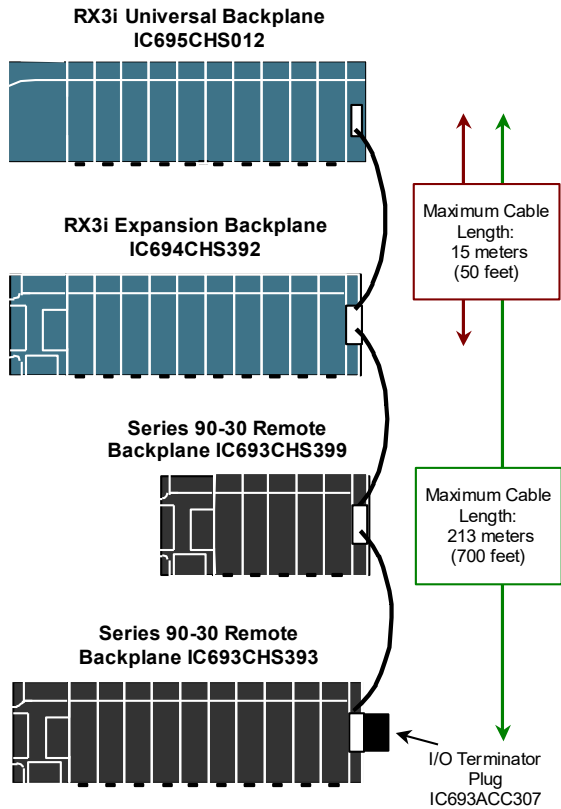 RX3i Universal Backplane
IC695CHS012
RX3i Expansion Backplane
IC694CHS392
Maximum Cable
Length:
15 meters
(50 feet)
Series 90-30 Remote
Backplane IC693CHS399
Maximum Cable
Length:
213 meters
(700 feet)
Series 90-30 Remote
Backplane IC693CHS393
I/O Terminator
Plug
IC693ACC307